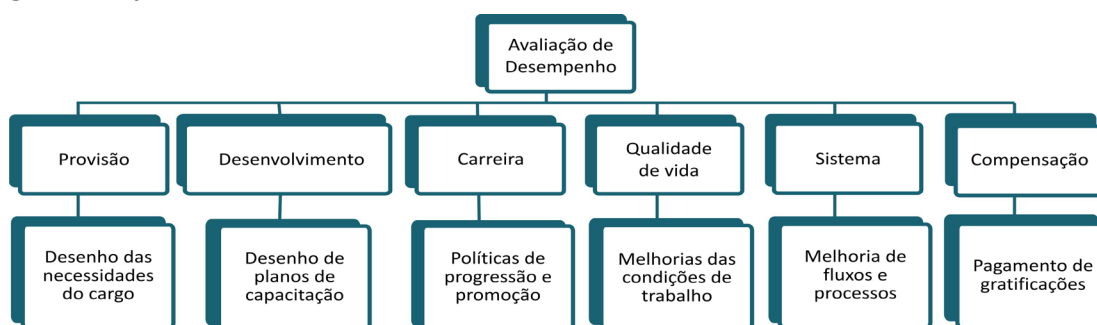 Avaliação de
Desempenho
Provisão
Desenvolvimento
Carreira
Qualidade
de vida
Sistema
Compensação
Desenho das
necessidades
do cargo
Desenho de
planos de
capacitação
Políticas de
progressão e
promoção
Melhorias das
condições de
trabalho
Melhoria de
fluxos e
processos
Pagamento de
gratificações